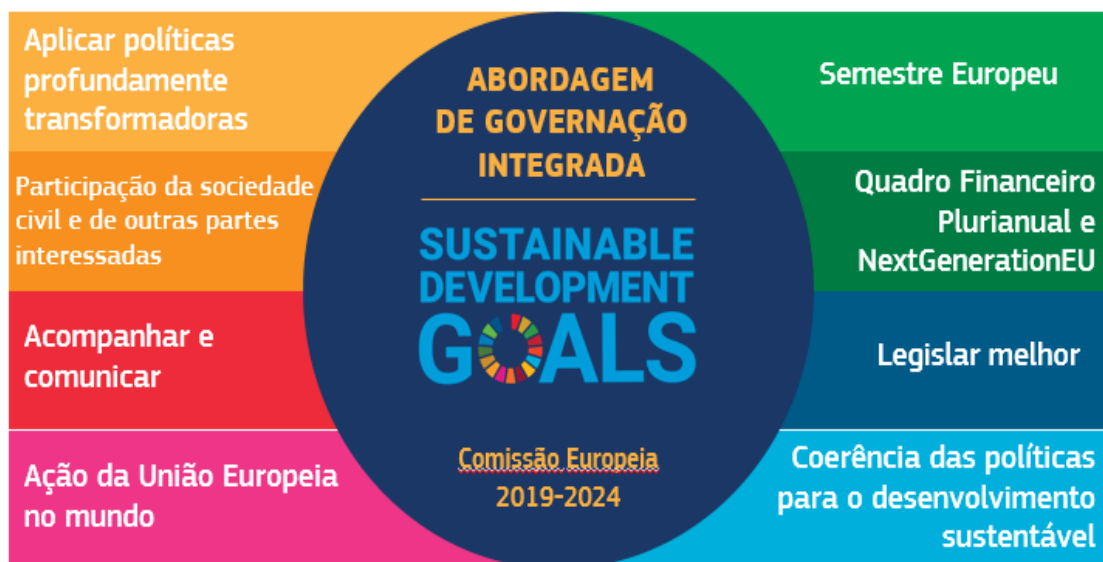 Aplicar políticas
profundamente
transformadoras
Participação da sociedade
civil e de outras partes
interessadas
Acompanhar e
comunicar
Ação da União Europeia
no mundo
ABORDAGEM
DE GOVERNAÇÃO
INTEGRADA
SUSTAINABLE
DEVELOPMENT
GOALS
Comissão Europeia
2019-2024
Semestre Europeu
Quadro Financeiro
Plurianual e
NextGenerationEU
Legislar melhor
Coerência das políticas
para o desenvolvimento
sustentável